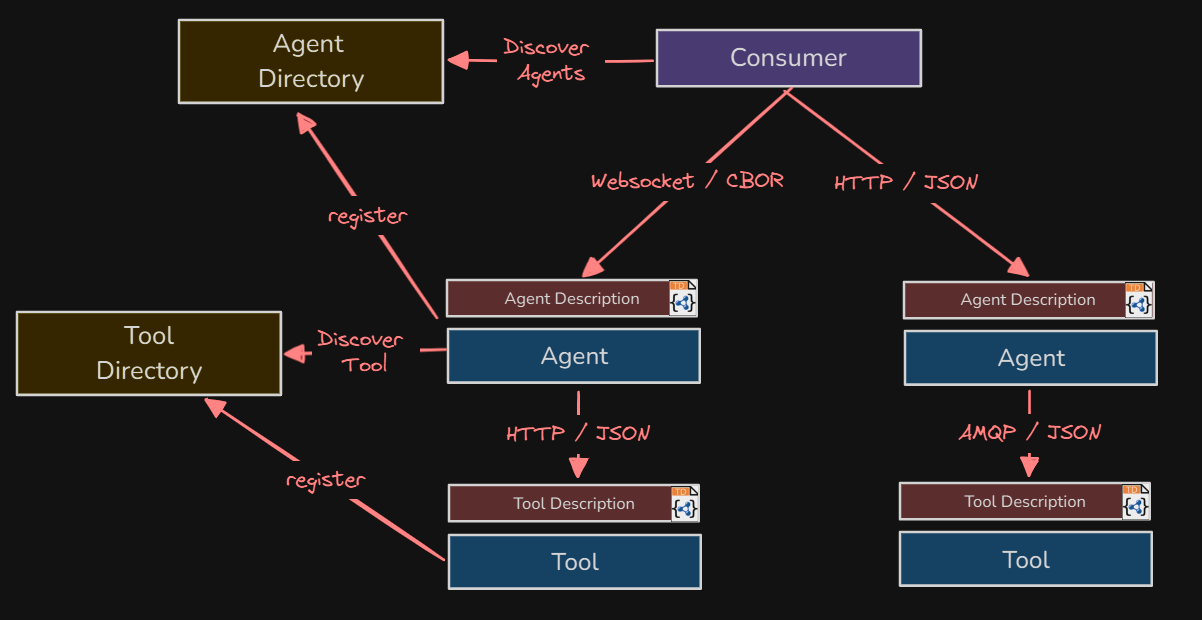 Agent
Directory
Discover
Agents
Consumer
Websocket / CBOR
HTTP / JSON
register
Agent Description
TD
Agent Description
TD
Tool
Directory
Discover
Tool
Agent
Agent
HTTP / JSON
AMQP / JSON
register
Tool Description
TD
Tool Description
TD
Tool
Tool